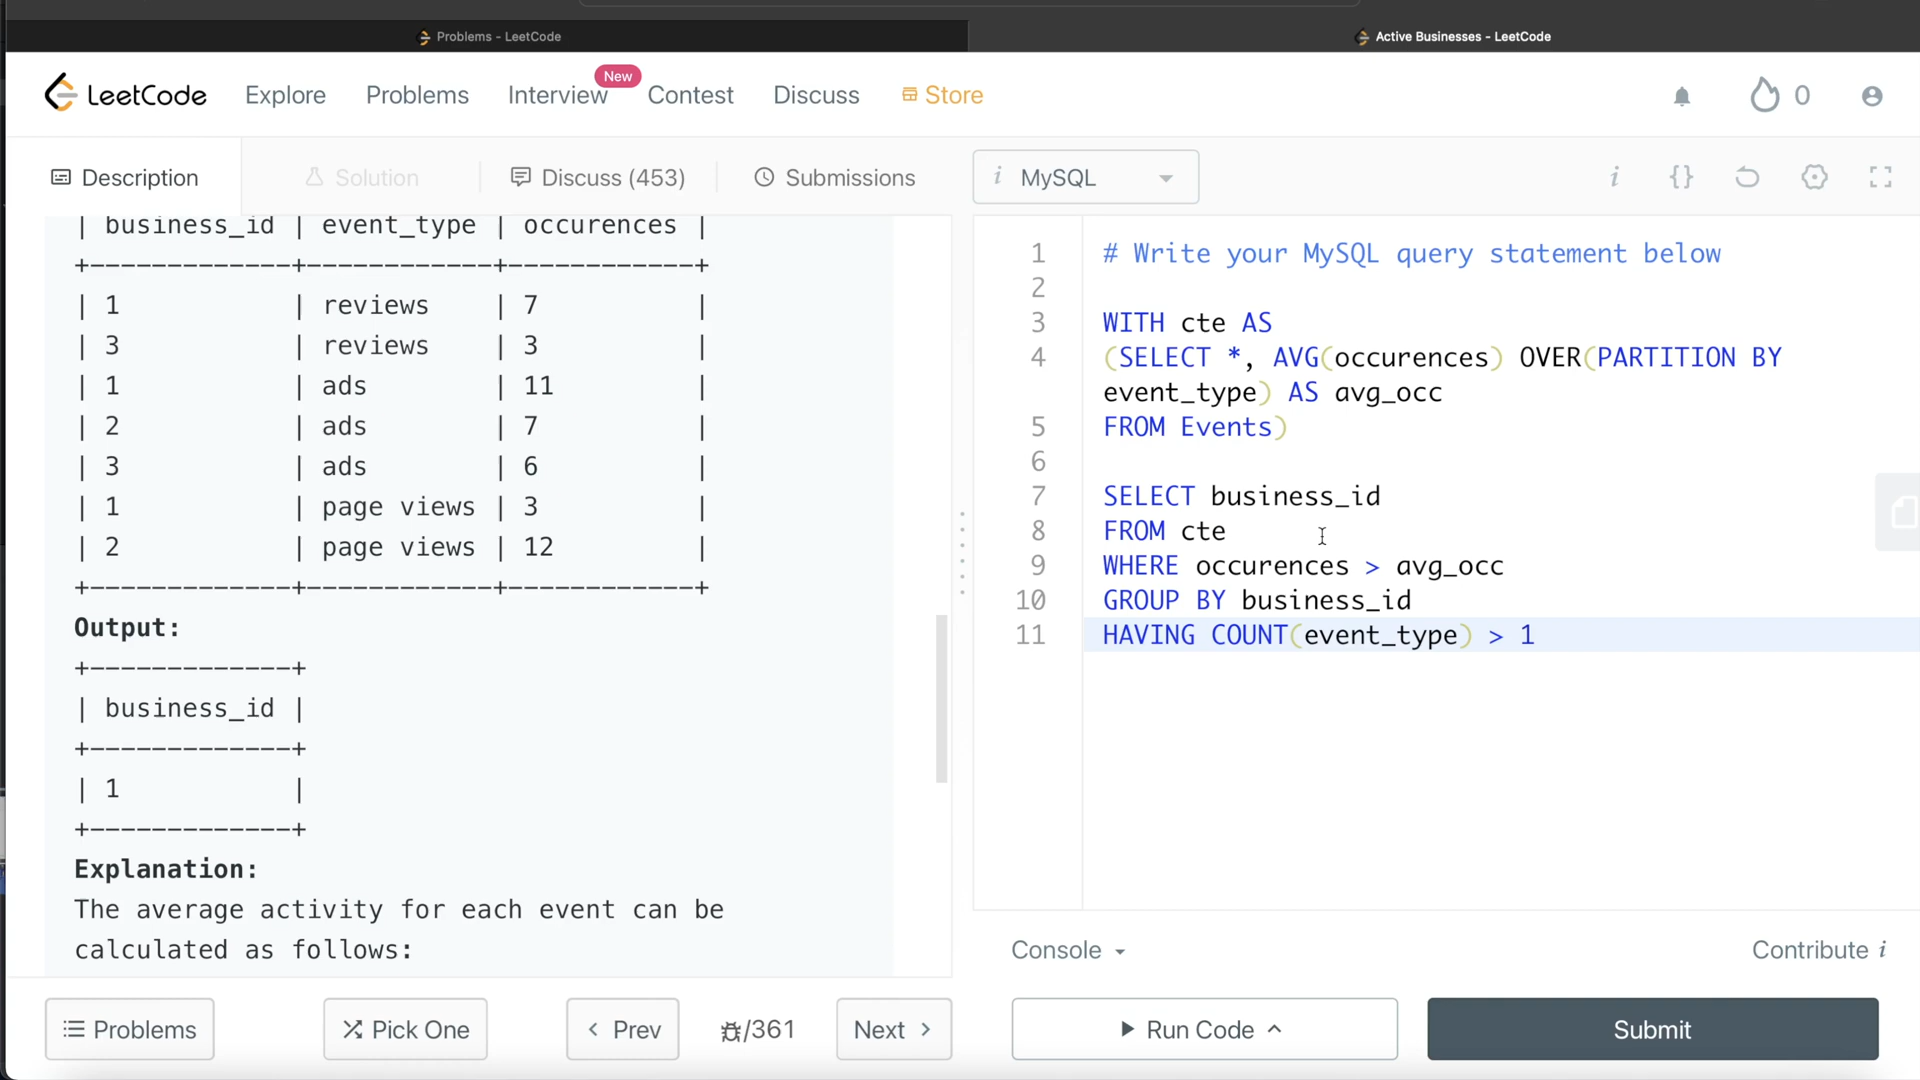 Problems - LeetCode
Active Businesses - LeetCode
LeetCode
Explore
Problems
Interview
New
Contest
Discuss
Store
0
Description
Solution
Discuss (453)
Submissions
i MySQL
i {}
| business_id | event_type | occurences |
+-------------+------------+------------+
| 1 | reviews | 7 |
| 3 | reviews | 3 |
| 1 | ads | 11 |
| 2 | ads | 7 |
| 3 | ads | 6 |
| 1 | page views | 3 |
| 2 | page views | 12 |
+-------------+------------+------------+
Output:
+-------------+
| business_id |
+-------------+
| 1 |
+-------------+
Explanation:
The average activity for each event can be
calculated as follows:
1 # Write your MySQL query statement below
2
3 WITH cte AS
4 (SELECT *, AVG(occurences) OVER(PARTITION BY
event_type) AS avg_occ
5 FROM Events)
6
7 SELECT business_id
8 FROM cte
9 WHERE occurences > avg_occ
10 GROUP BY business_id
11 HAVING COUNT(event_type) > 1
Console
Contribute i
Problems
Pick One
< Prev
/361
Next >
Run Code
Submit